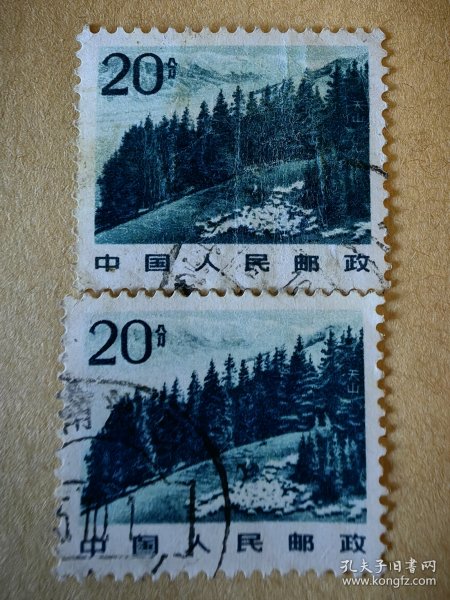 20分
天山
中国人民邮政
20分
天山
中国人民邮政
孔夫子旧书网
www.kongfz.com